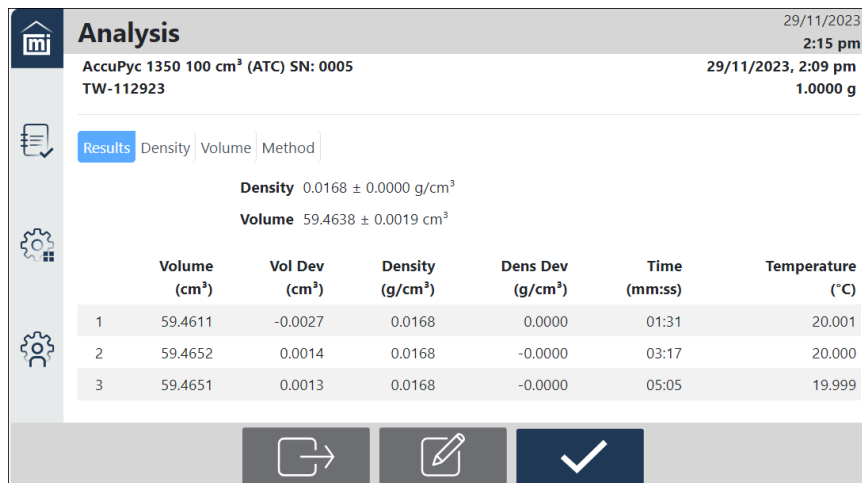 mi
Analysis
29/11/2023
2:15 pm
AccuPyc 1350 100 cm³ (ATC) SN: 0005
29/11/2023, 2:09 pm
TW-112923
1.0000 g
Results Density Volume Method
Density 0.0168 ± 0.0000 g/cm³
Volume 59.4638 ± 0.0019 cm³
Volume Vol Dev Density Dens Dev Time Temperature
(cm³) (cm³) (g/cm³) (g/cm³) (mm:ss) (°C)
1 59.4611 -0.0027 0.0168 0.0000 01:31 20.001
2 59.4652 0.0014 0.0168 -0.0000 03:17 20.000
3 59.4651 0.0013 0.0168 -0.0000 05:05 19.999